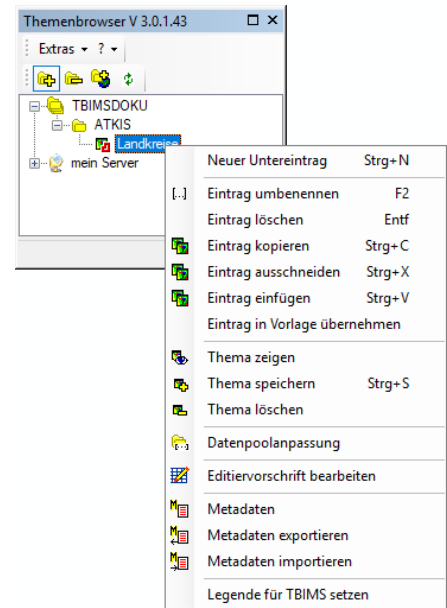 Themenbrowser V 3.0.1.43
Extras ?
TBIMSDOKU
ATKIS
Landkreise
mein Server
Neuer Untereintrag Strg+N
[...] Eintrag umbenennen F2
Eintrag löschen Entf
Eintrag kopieren Strg+C
Eintrag ausschneiden Strg+X
Eintrag einfügen Strg+V
Eintrag in Vorlage übernehmen
Thema zeigen
Thema speichern Strg+S
Thema löschen
Datenpoolanpassung
Editiervorschrift bearbeiten
M Metadaten
M Metadaten exportieren
M Metadaten importieren
Legende für TBIMS setzen